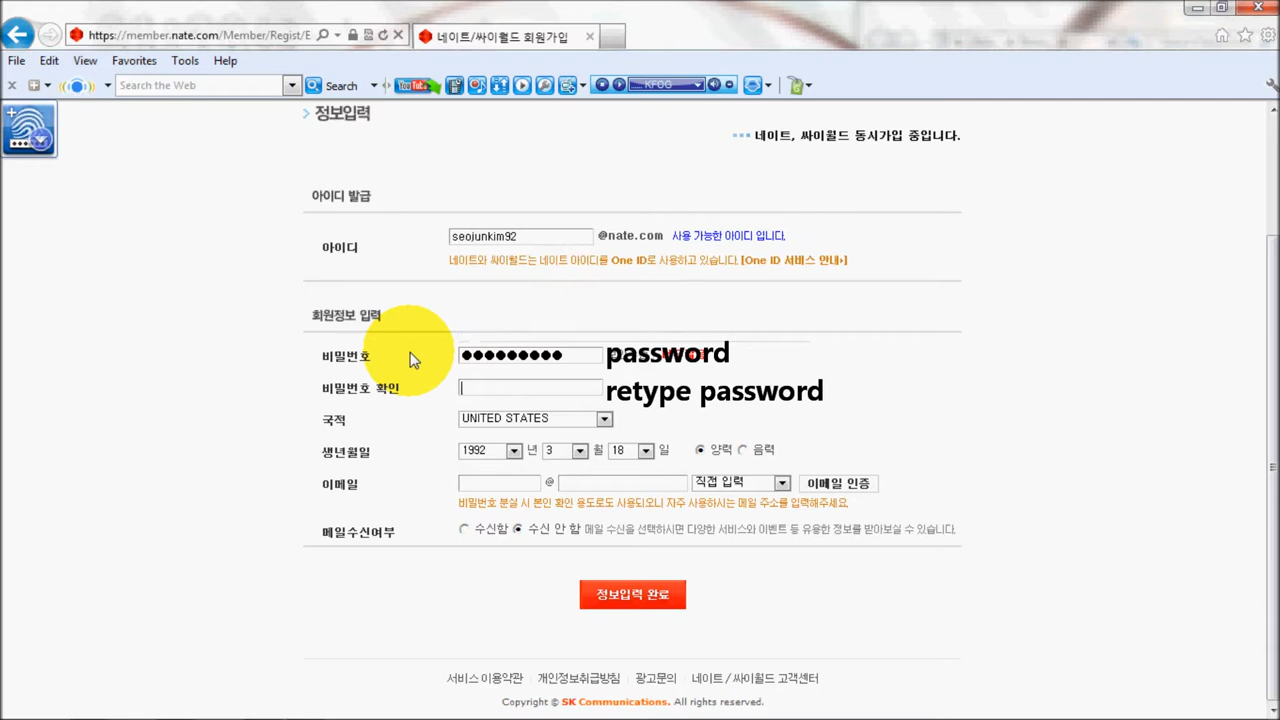 https://member.nate.com/Member/Regist/E
네이트/싸이월드 회원가입
File Edit View Favorites Tools Help
Search the Web
Search
YouTube
KFOG
정보입력
네이트, 싸이월드 동시가입 중입니다.
아이디 발급
아이디
seojunkim92
@nate.com
사용 가능한 아이디 입니다.
네이트와 싸이월드는 네이트 아이디를 One ID로 사용하고 있습니다. [One ID 서비스 안내▸]
회원정보 입력
비밀번호
●●●●●●●●●
password
비밀번호 확인
retype password
국적
UNITED STATES
생년월일
1992 년 3 월 18 일 양력 음력
이메일
@ 직접 입력 이메일 인증
비밀번호 분실 시 본인 확인 용도로도 사용되오니 자주 사용하시는 메일 주소를 입력해주세요.
메일수신여부
수신함 수신 안 함 메일 수신을 선택하시면 다양한 서비스와 이벤트 등 유용한 정보를 받아보실 수 있습니다.
정보입력 완료
서비스 이용약관 개인정보취급방침 광고문의 네이트 / 싸이월드 고객센터
Copyright © SK Communications. All rights reserved.